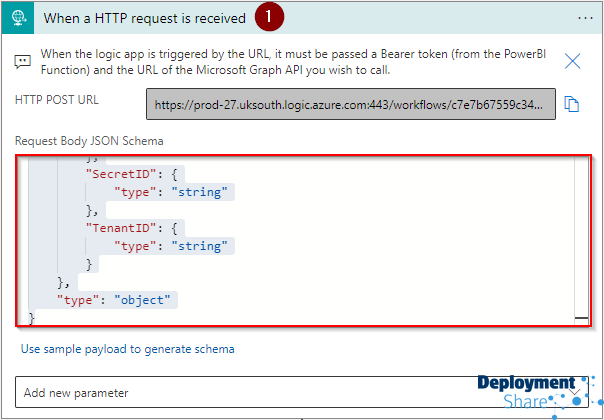 When a HTTP request is received
1
...
When the logic app is triggered by the URL, it must be passed a Bearer token (from the PowerBI
Function) and the URL of the Microsoft Graph API you wish to call.
HTTP POST URL
https://prod-27.uksouth.logic.azure.com:443/workflows/c7e7b67559c34...
Request Body JSON Schema
},
"SecretID": {
"type": "string"
},
"TenantID": {
"type": "string"
}
},
"type": "object"
}
Use sample payload to generate schema
Add new parameter
Deployment
Share